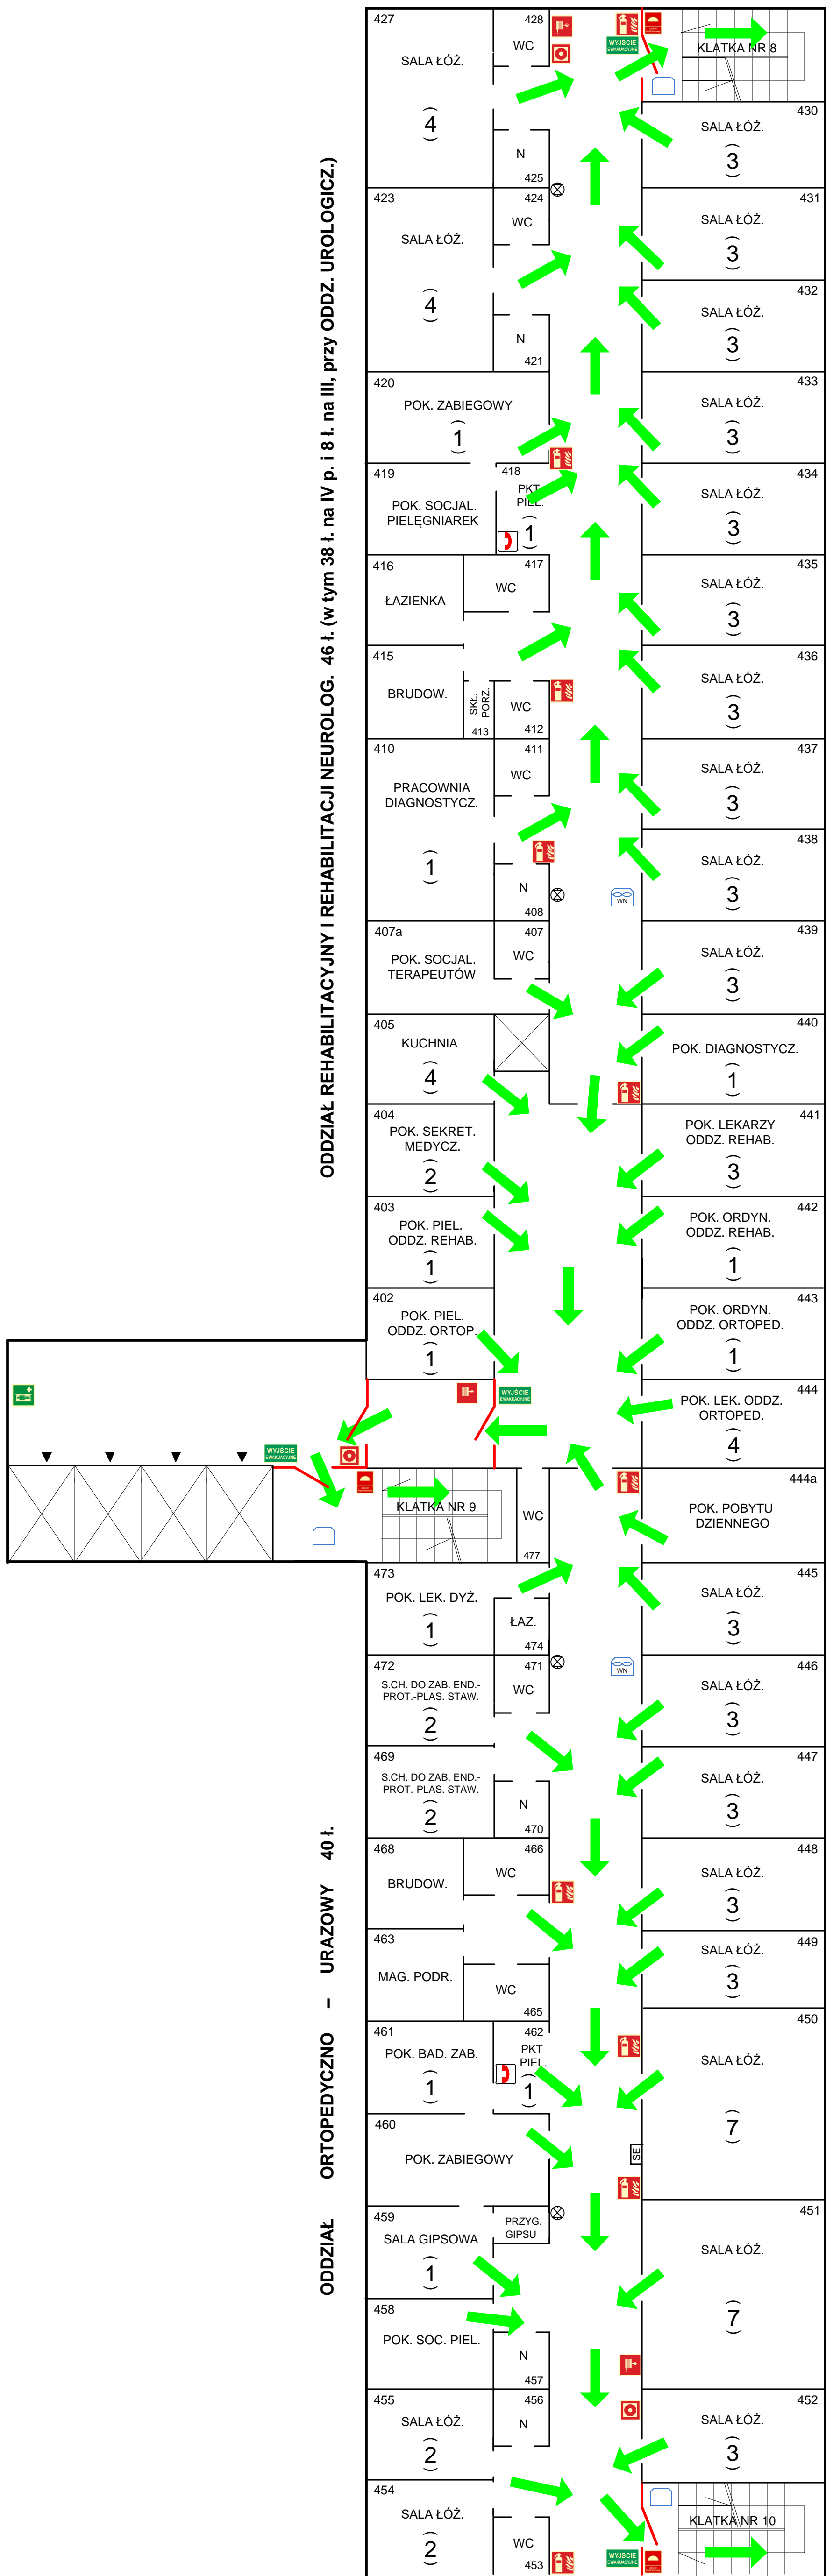 427
428
SALA ŁÓŻ.
WC
(4)
N
425
WYJŚCIE
EWAKUACYJNE
KLATKA NR 8
430
SALA ŁÓŻ.
(3)
423
424
SALA ŁÓŻ.
WC
(4)
N
421
431
SALA ŁÓŻ.
(3)
432
SALA ŁÓŻ.
(3)
420
POK. ZABIEGOWY
(1)
433
SALA ŁÓŻ.
(3)
419
POK. SOCJAL.
PIELĘGNIAREK
418
PKT
PIEL.
(1)
434
SALA ŁÓŻ.
(3)
416
ŁAZIENKA
417
WC
435
SALA ŁÓŻ.
(3)
415
BRUDOW.
SKŁ.
PORZ.
413
WC
412
436
SALA ŁÓŻ.
(3)
410
PRACOWNIA
DIAGNOSTYCZ.
(1)
411
WC
N
408
437
SALA ŁÓŻ.
(3)
438
SALA ŁÓŻ.
(3)
WN
407a
POK. SOCJAL.
TERAPEUTÓW
407
WC
439
SALA ŁÓŻ.
(3)
405
KUCHNIA
(4)
440
POK. DIAGNOSTYCZ.
(1)
404
POK. SEKRET.
MEDYCZ.
(2)
441
POK. LEKARZY
ODDZ. REHAB.
(3)
403
POK. PIEL.
ODDZ. REHAB.
(1)
442
POK. ORDYN.
ODDZ. REHAB.
(1)
402
POK. PIEL.
ODDZ. ORTOP.
(1)
443
POK. ORDYN.
ODDZ. ORTOPED.
(1)
WYJŚCIE
EWAKUACYJNE
444
POK. LEK. ODDZ.
ORTOPED.
(4)
WYJŚCIE
EWAKUACYJNE
KLATKA NR 9
WC
477
444a
POK. POBYTU
DZIENNEGO
473
POK. LEK. DYŻ.
(1)
ŁAZ.
474
445
SALA ŁÓŻ.
(3)
472
S.CH. DO ZAB. END.-
PROT.-PLAS. STAW.
(2)
471
WC
WN
446
SALA ŁÓŻ.
(3)
469
S.CH. DO ZAB. END.-
PROT.-PLAS. STAW.
(2)
N
470
447
SALA ŁÓŻ.
(3)
468
BRUDOW.
466
WC
448
SALA ŁÓŻ.
(3)
463
MAG. PODR.
WC
465
449
SALA ŁÓŻ.
(3)
461
POK. BAD. ZAB.
(1)
462
PKT
PIEL.
(1)
450
SALA ŁÓŻ.
(7)
460
POK. ZABIEGOWY
SE
459
SALA GIPSOWA
(1)
PRZYG.
GIPSU
451
SALA ŁÓŻ.
(7)
458
POK. SOC. PIEL.
N
457
455
SALA ŁÓŻ.
(2)
456
N
452
SALA ŁÓŻ.
(3)
454
SALA ŁÓŻ.
(2)
WC
453
WYJŚCIE
EWAKUACYJNE
KLATKA NR 10
ODDZIAŁ REHABILITACYJNY I REHABILITACJI NEUROLOG. 46 ł. (w tym 38 ł. na IV p. i 8 ł. na III, przy ODDZ. UROLOGICZ.)
ODDZIAŁ ORTOPEDYCZNO – URAZOWY 40 ł.